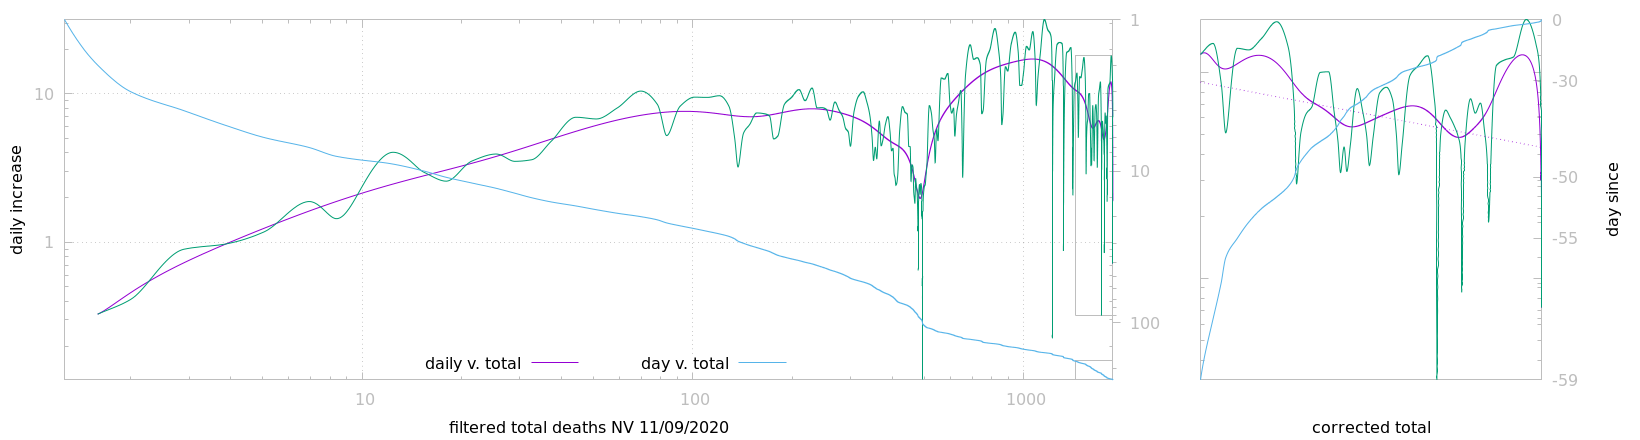 1
0
10
-30
daily increase
10
-50
day since
1
-55
100
daily v. total
day v. total
-59
10
100
1000
filtered total deaths NV 11/09/2020
corrected total